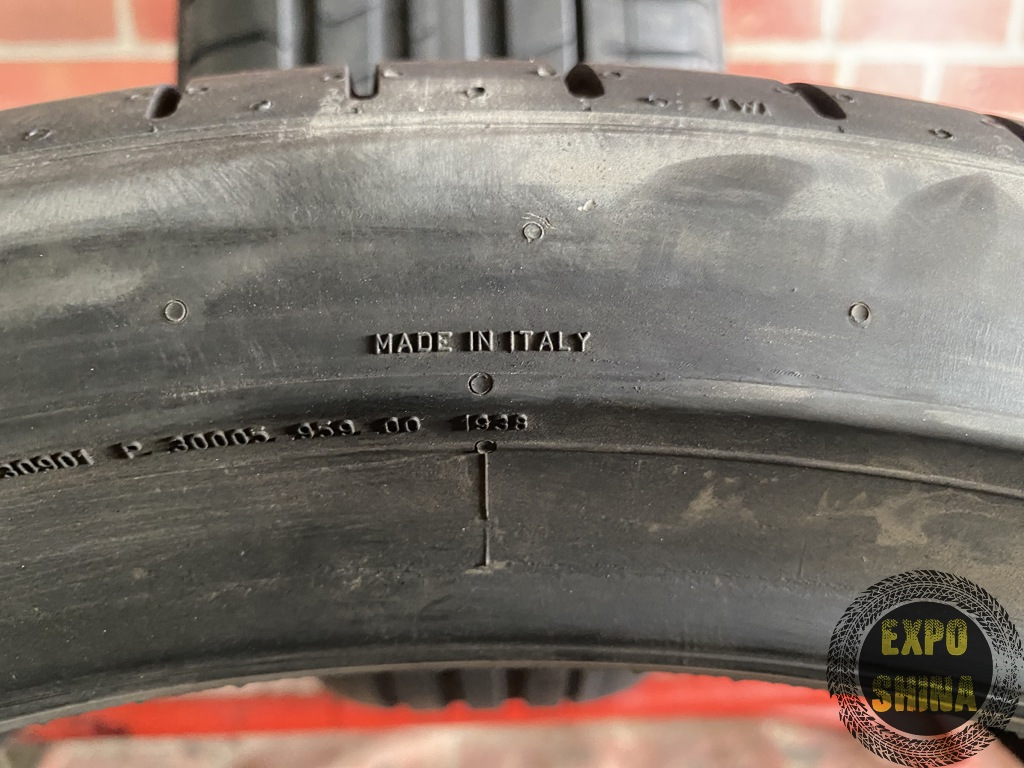 MADE IN ITALY
30901 P. 30005. 959. 00 1938
EXPO
SHINA